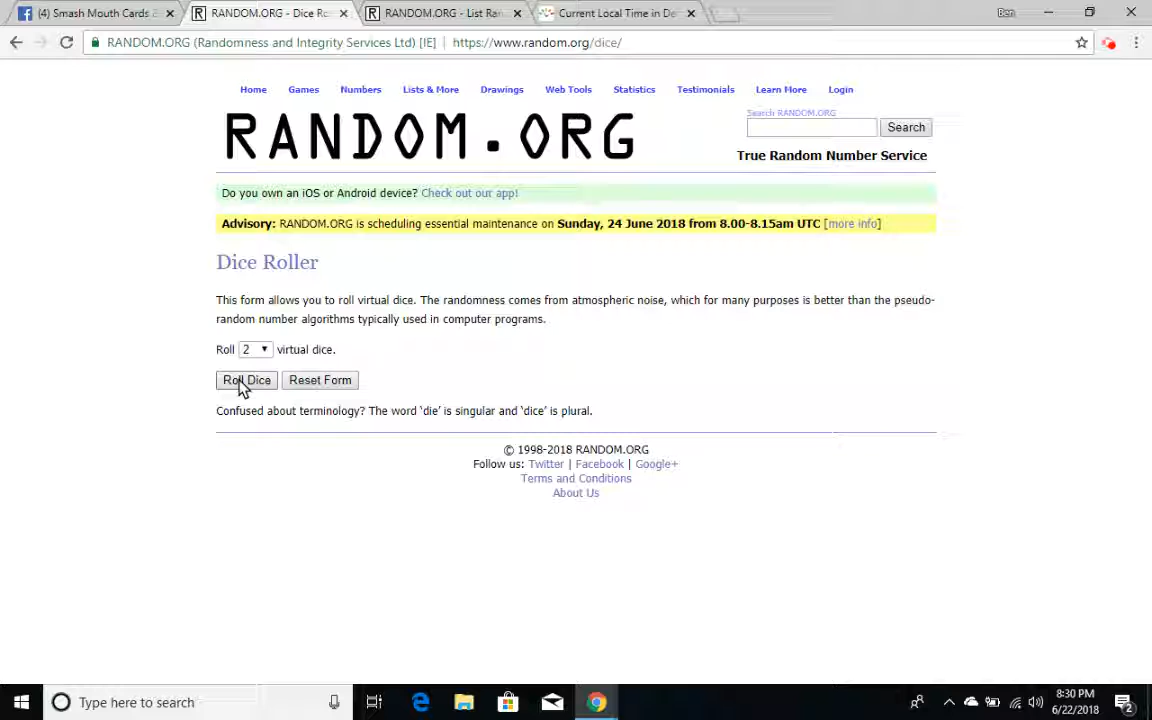 (4) Smash Mouth Cards &
RANDOM.ORG - Dice Ro
RANDOM.ORG - List Ran
Current Local Time in De
Ben
RANDOM.ORG (Randomness and Integrity Services Ltd) [IE] | https://www.random.org/dice/
Home Games Numbers Lists & More Drawings Web Tools Statistics Testimonials Learn More Login
RANDOM.ORG
Search RANDOM.ORG
Search
True Random Number Service
Do you own an iOS or Android device? Check out our app!
Advisory: RANDOM.ORG is scheduling essential maintenance on Sunday, 24 June 2018 from 8.00-8.15am UTC [more info]
Dice Roller
This form allows you to roll virtual dice. The randomness comes from atmospheric noise, which for many purposes is better than the pseudo-
random number algorithms typically used in computer programs.
Roll 2 virtual dice.
Roll Dice Reset Form
Confused about terminology? The word ‘die’ is singular and ‘dice’ is plural.
© 1998-2018 RANDOM.ORG
Follow us: Twitter | Facebook | Google+
Terms and Conditions
About Us
Type here to search
8:30 PM
6/22/2018
2